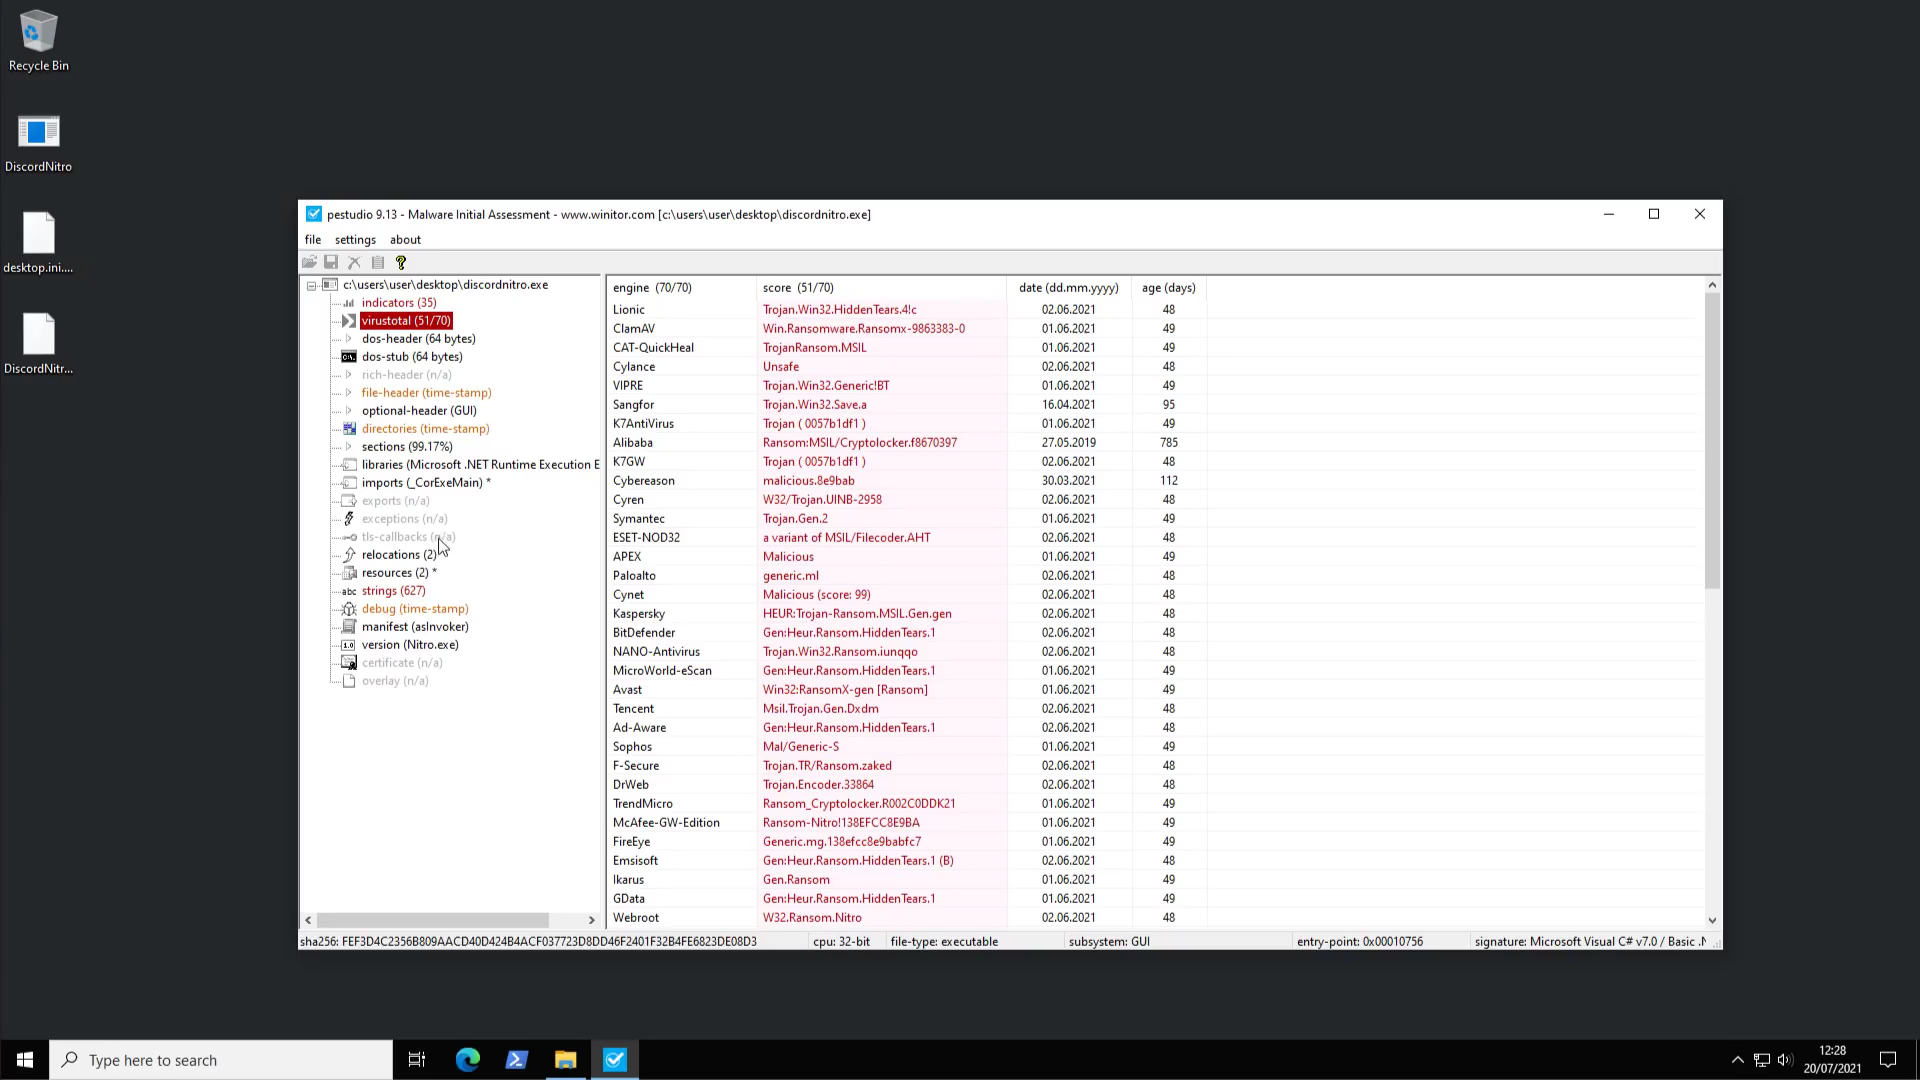 Recycle Bin
DiscordNitro
desktop.ini....
DiscordNitr...
pestudio 9.13 - Malware Initial Assessment - www.winitor.com [c:\users\user\desktop\discordnitro.exe]
file settings about
c:\users\user\desktop\discordnitro.exe
indicators (35)
virustotal (51/70)
dos-header (64 bytes)
dos-stub (64 bytes)
rich-header (n/a)
file-header (time-stamp)
optional-header (GUI)
directories (time-stamp)
sections (99.17%)
libraries (Microsoft .NET Runtime Execution E
imports (_CorExeMain) *
exports (n/a)
exceptions (n/a)
tls-callbacks (n/a)
relocations (2)
resources (2) *
abc strings (627)
debug (time-stamp)
manifest (asInvoker)
1.0 version (Nitro.exe)
certificate (n/a)
overlay (n/a)
engine (70/70) score (51/70) date (dd.mm.yyyy) age (days)
Lionic Trojan.Win32.HiddenTears.4!c 02.06.2021 48
ClamAV Win.Ransomware.Ransomx-9863383-0 01.06.2021 49
CAT-QuickHeal TrojanRansom.MSIL 01.06.2021 49
Cylance Unsafe 02.06.2021 48
VIPRE Trojan.Win32.Generic!BT 01.06.2021 49
Sangfor Trojan.Win32.Save.a 16.04.2021 95
K7AntiVirus Trojan ( 0057b1df1 ) 01.06.2021 49
Alibaba Ransom:MSIL/Cryptolocker.f8670397 27.05.2019 785
K7GW Trojan ( 0057b1df1 ) 02.06.2021 48
Cybereason malicious.8e9bab 30.03.2021 112
Cyren W32/Trojan.UINB-2958 02.06.2021 48
Symantec Trojan.Gen.2 01.06.2021 49
ESET-NOD32 a variant of MSIL/Filecoder.AHT 02.06.2021 48
APEX Malicious 01.06.2021 49
Paloalto generic.ml 02.06.2021 48
Cynet Malicious (score: 99) 02.06.2021 48
Kaspersky HEUR:Trojan-Ransom.MSIL.Gen.gen 02.06.2021 48
BitDefender Gen:Heur.Ransom.HiddenTears.1 02.06.2021 48
NANO-Antivirus Trojan.Win32.Ransom.iunqqo 02.06.2021 48
MicroWorld-eScan Gen:Heur.Ransom.HiddenTears.1 01.06.2021 49
Avast Win32:RansomX-gen [Ransom] 01.06.2021 49
Tencent Msil.Trojan.Gen.Dxdm 02.06.2021 48
Ad-Aware Gen:Heur.Ransom.HiddenTears.1 02.06.2021 48
Sophos Mal/Generic-S 01.06.2021 49
F-Secure Trojan.TR/Ransom.zaked 02.06.2021 48
DrWeb Trojan.Encoder.33864 02.06.2021 48
TrendMicro Ransom_Cryptolocker.R002C0DDK21 01.06.2021 49
McAfee-GW-Edition Ransom-Nitro!138EFCC8E9BA 01.06.2021 49
FireEye Generic.mg.138efcc8e9babfc7 01.06.2021 49
Emsisoft Gen:Heur.Ransom.HiddenTears.1 (B) 02.06.2021 48
Ikarus Gen.Ransom 01.06.2021 49
GData Gen:Heur.Ransom.HiddenTears.1 01.06.2021 49
Webroot W32.Ransom.Nitro 02.06.2021 48
sha256: FEF3D4C2356B809AACD40D424B4ACF037723D8DD46F2401F32B4FE6823DE08D3 cpu: 32-bit file-type: executable subsystem: GUI entry-point: 0x00010756 signature: Microsoft Visual C# v7.0 / Basic .N
Type here to search
12:28
20/07/2021